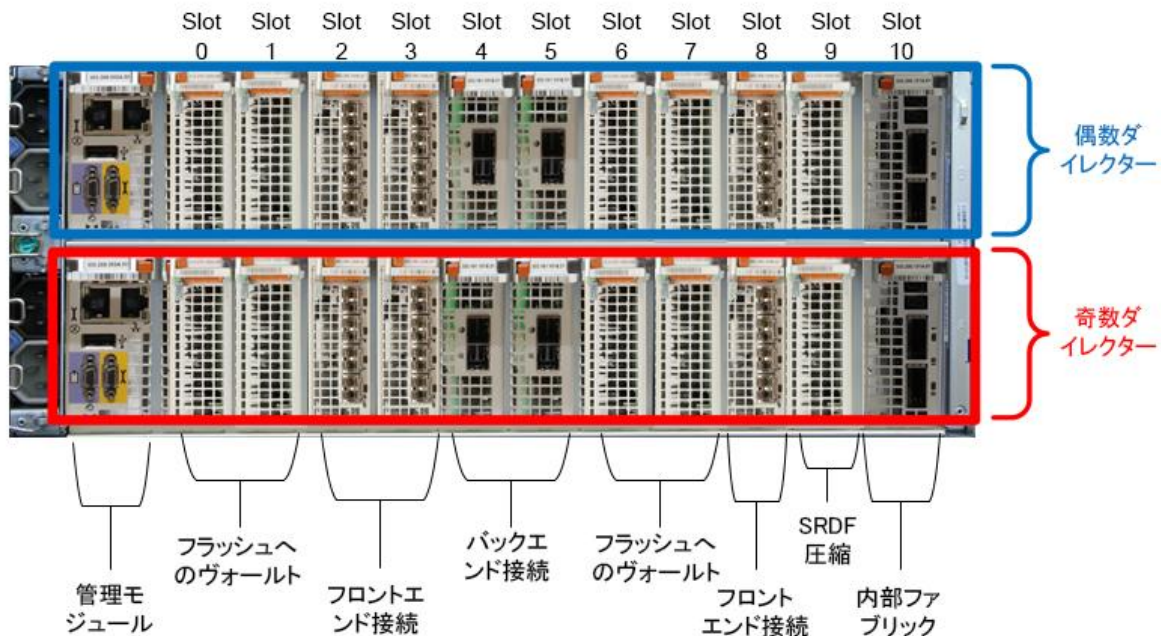 Slot Slot Slot Slot Slot Slot Slot Slot Slot Slot Slot
0 1 2 3 4 5 6 7 8 9 10
偶数ダ
イレクター
奇数ダ
イレクター
管理モ
ジュール
フラッシュへ
のヴォールト
フロントエ
ンド接続
バックエ
ンド接続
フラッシュへ
のヴォールト
フロント
エンド接続
SRDF
圧縮
内部ファ
ブリック